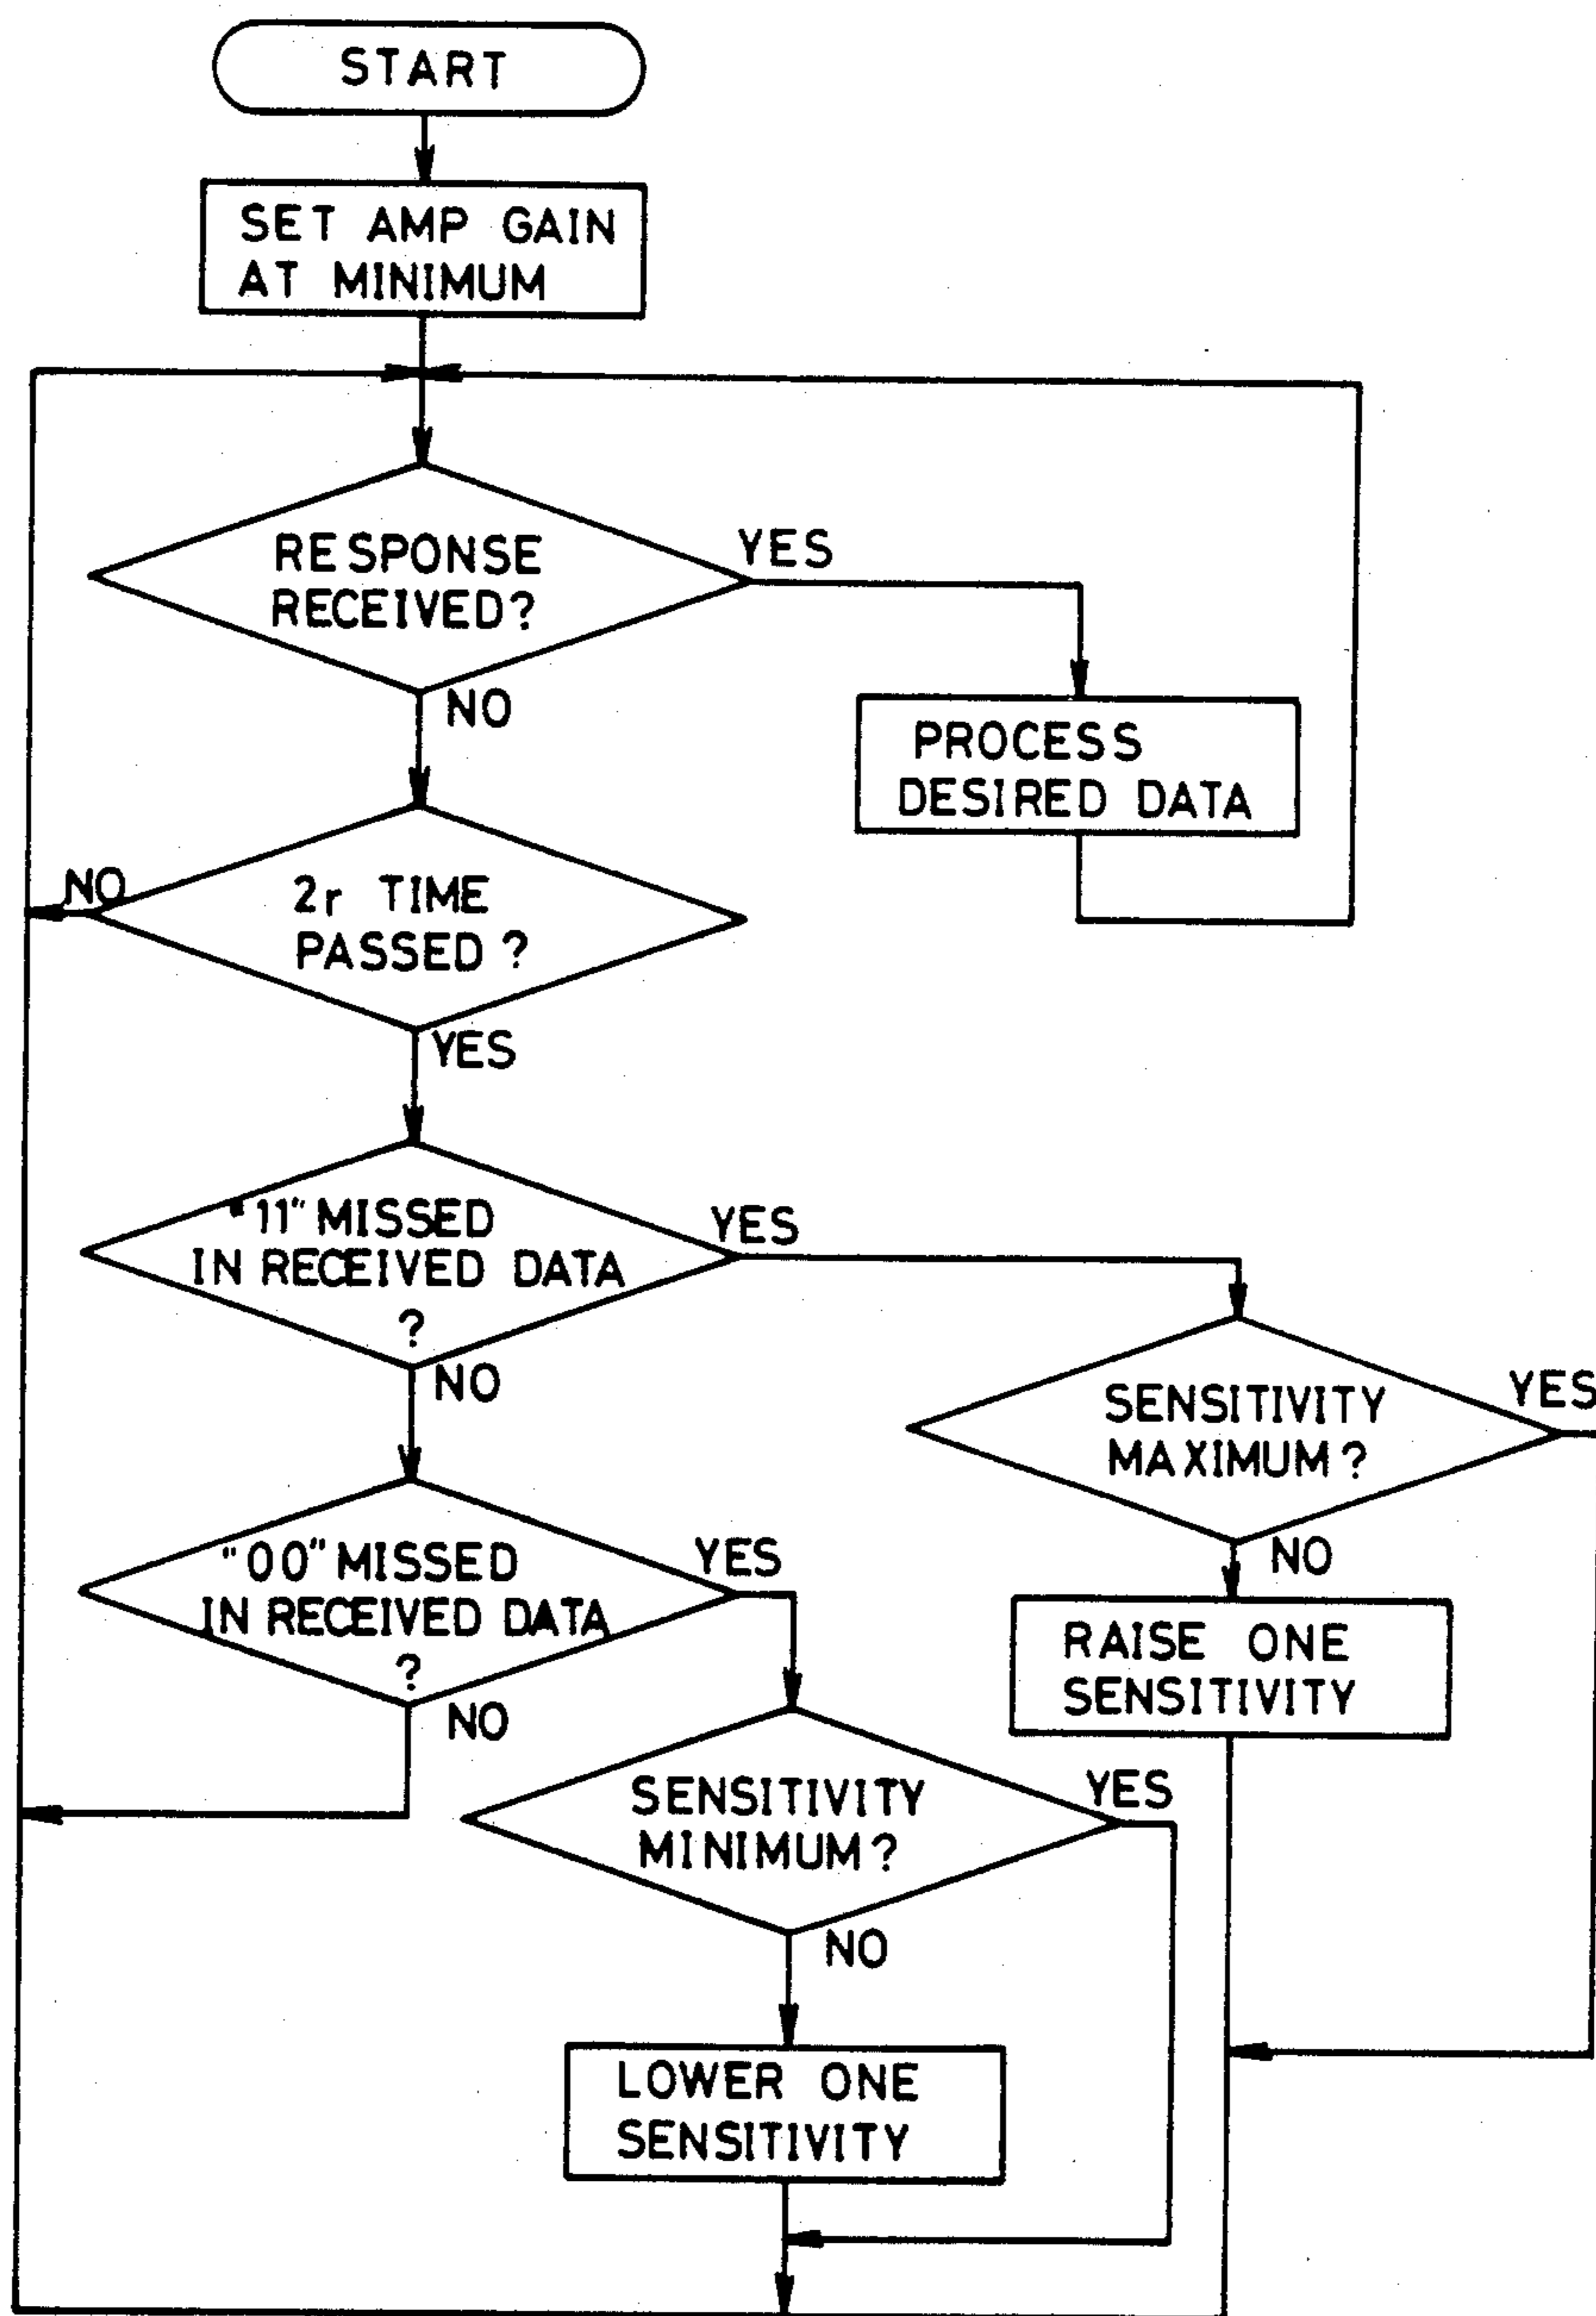 START
SET AMP GAIN
AT MINIMUM
RESPONSE
RECEIVED?
YES
NO
PROCESS
DESIRED DATA
2r TIME
PASSED?
NO
YES
"11" MISSED
IN RECEIVED DATA
?
YES
NO
SENSITIVITY
MAXIMUM?
YES
NO
"00" MISSED
IN RECEIVED DATA
?
YES
NO
RAISE ONE
SENSITIVITY
SENSITIVITY
MINIMUM?
YES
NO
LOWER ONE
SENSITIVITY